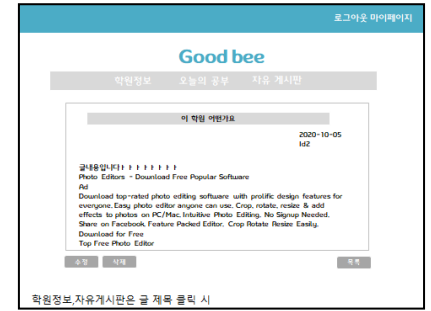 로그아웃 마이페이지
Good bee
학원정보 오늘의 공부 자유 게시판
이 학원 어떤가요
2020-10-05
Id2
글내용입니다ㅏㅏㅏㅏㅏㅏㅏㅏ
Photo Editors - Download Free Popular Software
Ad
Download top-rated photo editing software with prolific design features for
everyone. Easy photo editor anyone can use. Crop, rotate, resize & add
effects to photos on PC/Mac. Intuitive Photo Editing. No Signup Needed.
Share on Facebook. Feature Packed Editor. Crop Rotate Resize Easily.
Download for Free
Top Free Photo Editor
수정 삭제 목록
학원정보,자유게시판은 글 제목 클릭 시